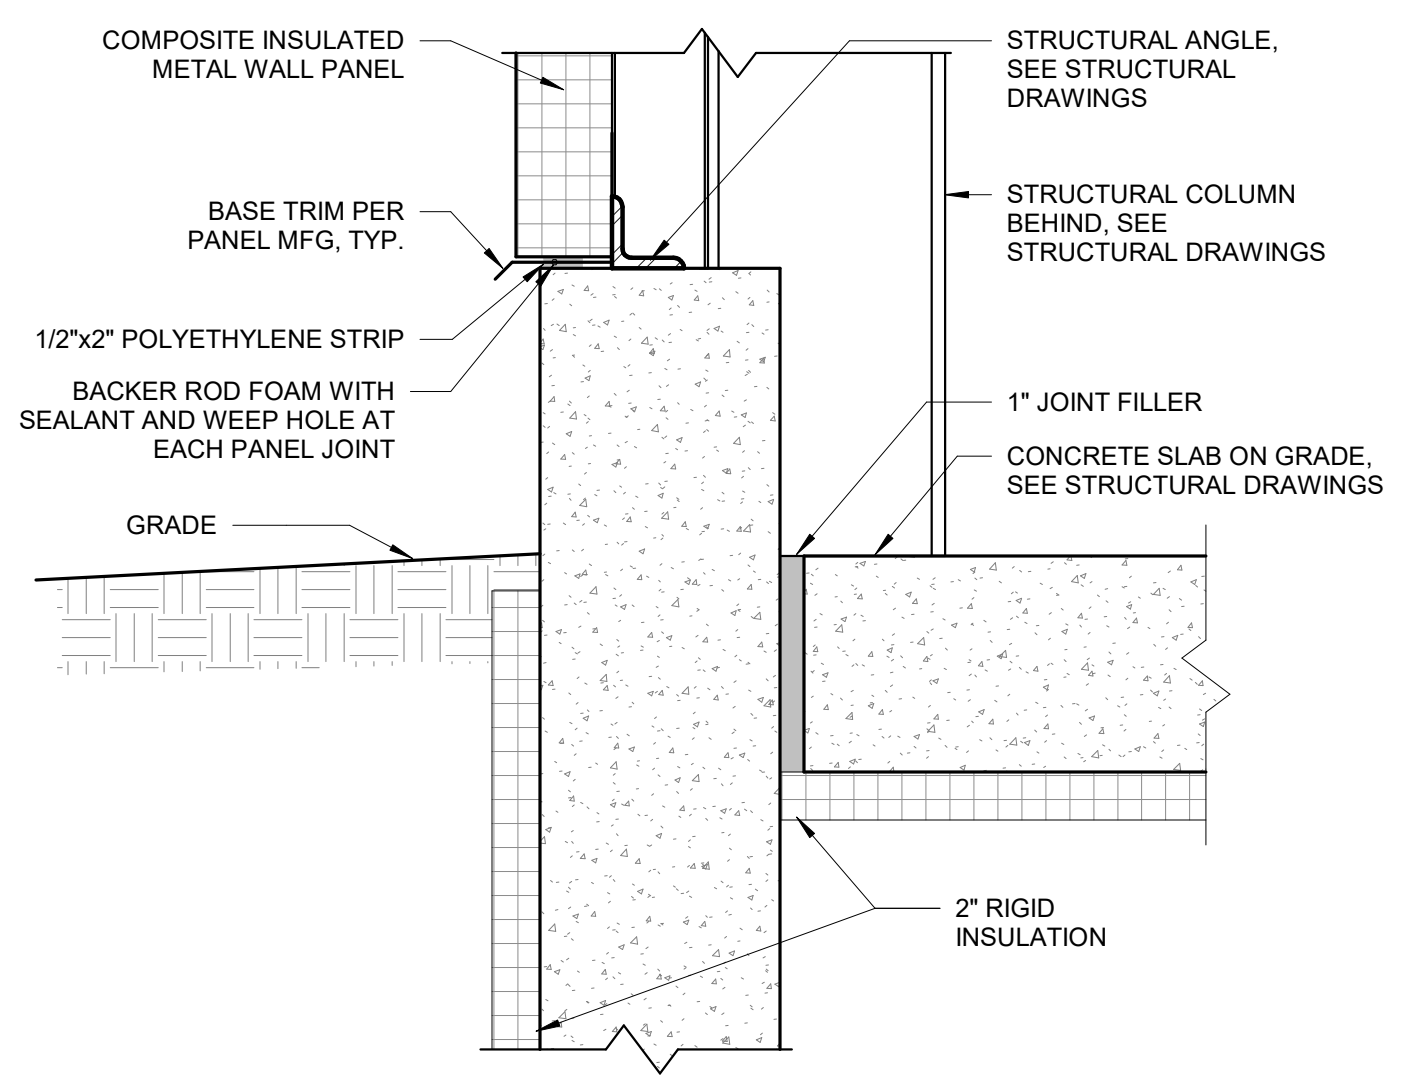 COMPOSITE INSULATED
METAL WALL PANEL
BASE TRIM PER
PANEL MFG, TYP.
1/2"x2" POLYETHYLENE STRIP
BACKER ROD FOAM WITH
SEALANT AND WEEP HOLE AT
EACH PANEL JOINT
GRADE
STRUCTURAL ANGLE,
SEE STRUCTURAL
DRAWINGS
STRUCTURAL COLUMN
BEHIND, SEE
STRUCTURAL DRAWINGS
1" JOINT FILLER
CONCRETE SLAB ON GRADE,
SEE STRUCTURAL DRAWINGS
2" RIGID
INSULATION